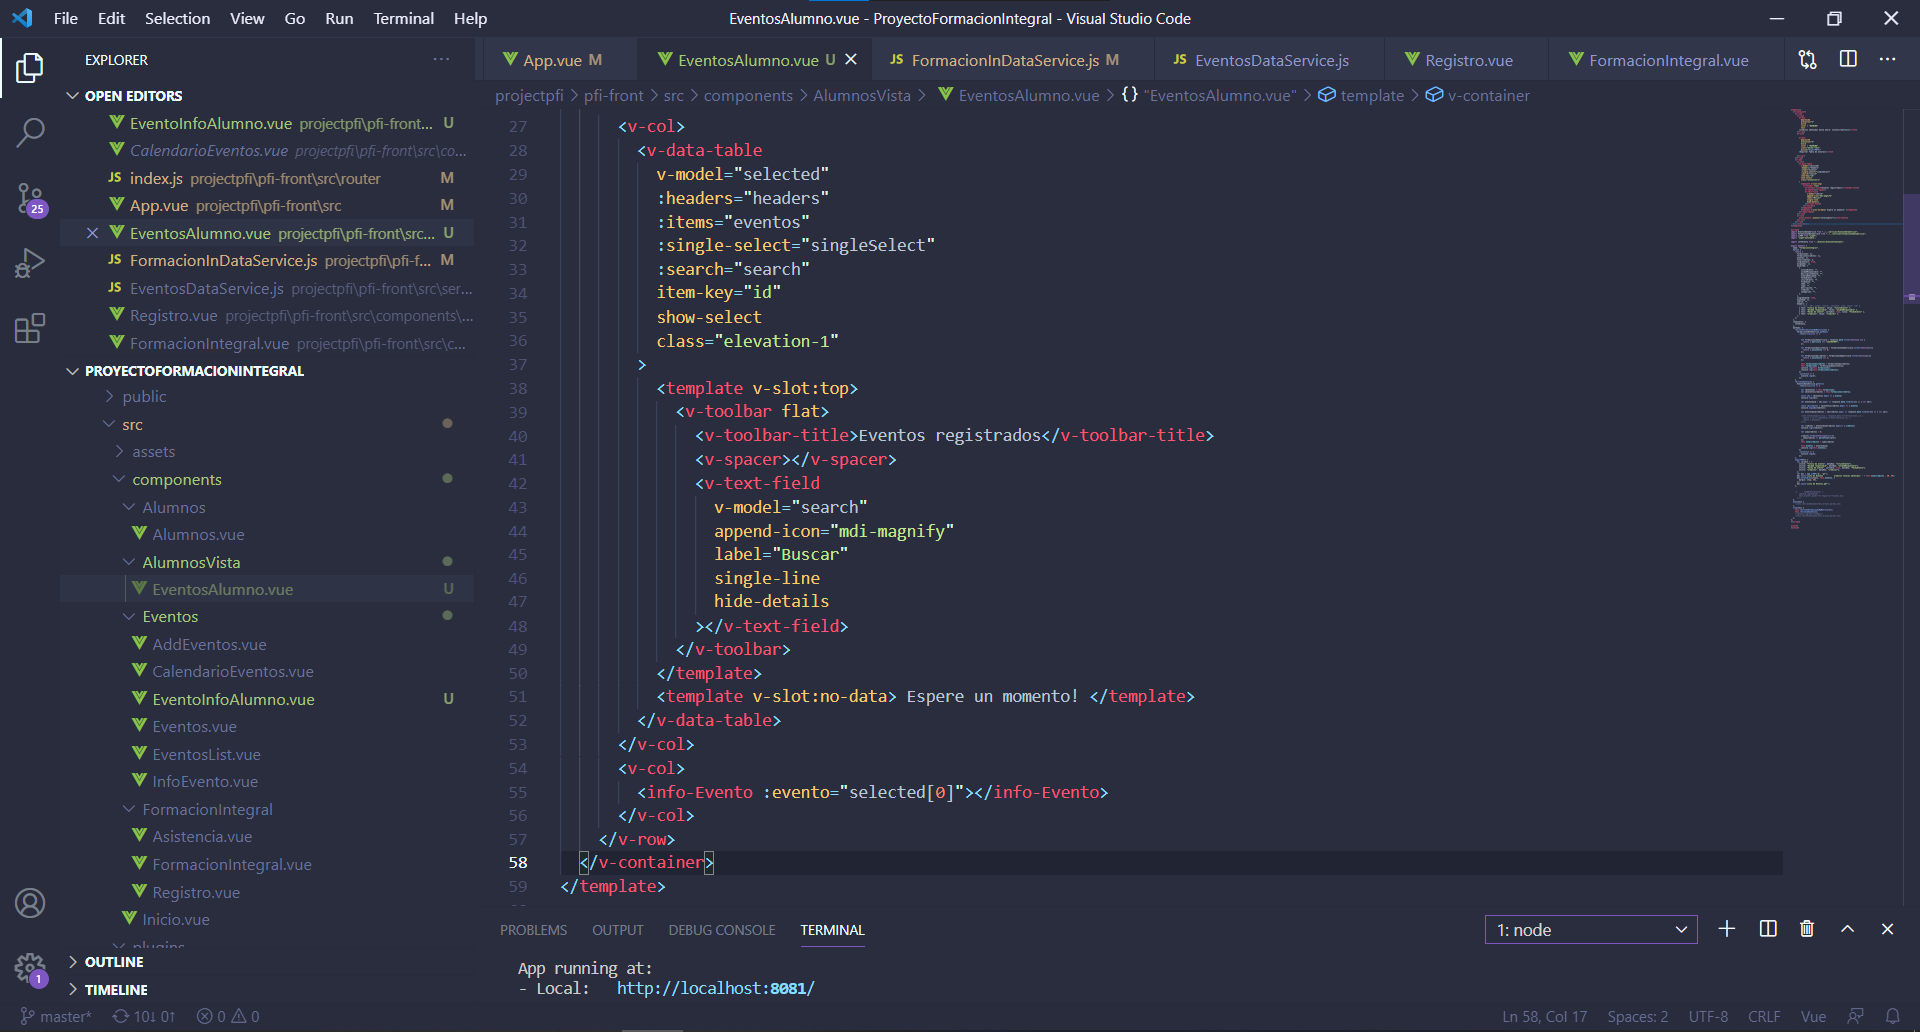 File Edit Selection View Go Run Terminal Help
EventosAlumno.vue - ProyectoFormacionIntegral - Visual Studio Code
EXPLORER
App.vue M
EventosAlumno.vue U
JS FormacionInDataService.js M
JS EventosDataService.js
Registro.vue
FormacionIntegral.vue
OPEN EDITORS
EventoInfoAlumno.vue projectpfi\pfi-front... U
CalendarioEventos.vue projectpfi\pfi-front\src\co...
JS index.js projectpfi\pfi-front\src\router M
App.vue projectpfi\pfi-front\src M
EventosAlumno.vue projectpfi\pfi-front\src... U
JS FormacionInDataService.js projectpfi\pfi-f... M
JS EventosDataService.js projectpfi\pfi-front\src\ser...
Registro.vue projectpfi\pfi-front\src\components\...
FormacionIntegral.vue projectpfi\pfi-front\src\c...
PROYECTOFORMACIONINTEGRAL
public
src
assets
components
Alumnos
Alumnos.vue
AlumnosVista
EventosAlumno.vue U
Eventos
AddEventos.vue
CalendarioEventos.vue
EventoInfoAlumno.vue U
Eventos.vue
EventosList.vue
InfoEvento.vue
FormacionIntegral
Asistencia.vue
FormacionIntegral.vue
Registro.vue
Inicio.vue
plugins
OUTLINE
TIMELINE
25
1
projectpfi > pfi-front > src > components > AlumnosVista > EventosAlumno.vue > {} "EventosAlumno.vue" > template > v-container
27 <v-col>
28 <v-data-table
29 v-model="selected"
30 :headers="headers"
31 :items="eventos"
32 :single-select="singleSelect"
33 :search="search"
34 item-key="id"
35 show-select
36 class="elevation-1"
37 >
38 <template v-slot:top>
39 <v-toolbar flat>
40 <v-toolbar-title>Eventos registrados</v-toolbar-title>
41 <v-spacer></v-spacer>
42 <v-text-field
43 v-model="search"
44 append-icon="mdi-magnify"
45 label="Buscar"
46 single-line
47 hide-details
48 ></v-text-field>
49 </v-toolbar>
50 </template>
51 <template v-slot:no-data> Espere un momento! </template>
52 </v-data-table>
53 </v-col>
54 <v-col>
55 <info-Evento :evento="selected[0]"></info-Evento>
56 </v-col>
57 </v-row>
58 </v-container>
59 </template>
PROBLEMS OUTPUT DEBUG CONSOLE TERMINAL
1: node
App running at:
- Local: http://localhost:8081/
master* 10↓ 0↑ 0 0
Ln 58, Col 17 Spaces: 2 UTF-8 CRLF Vue